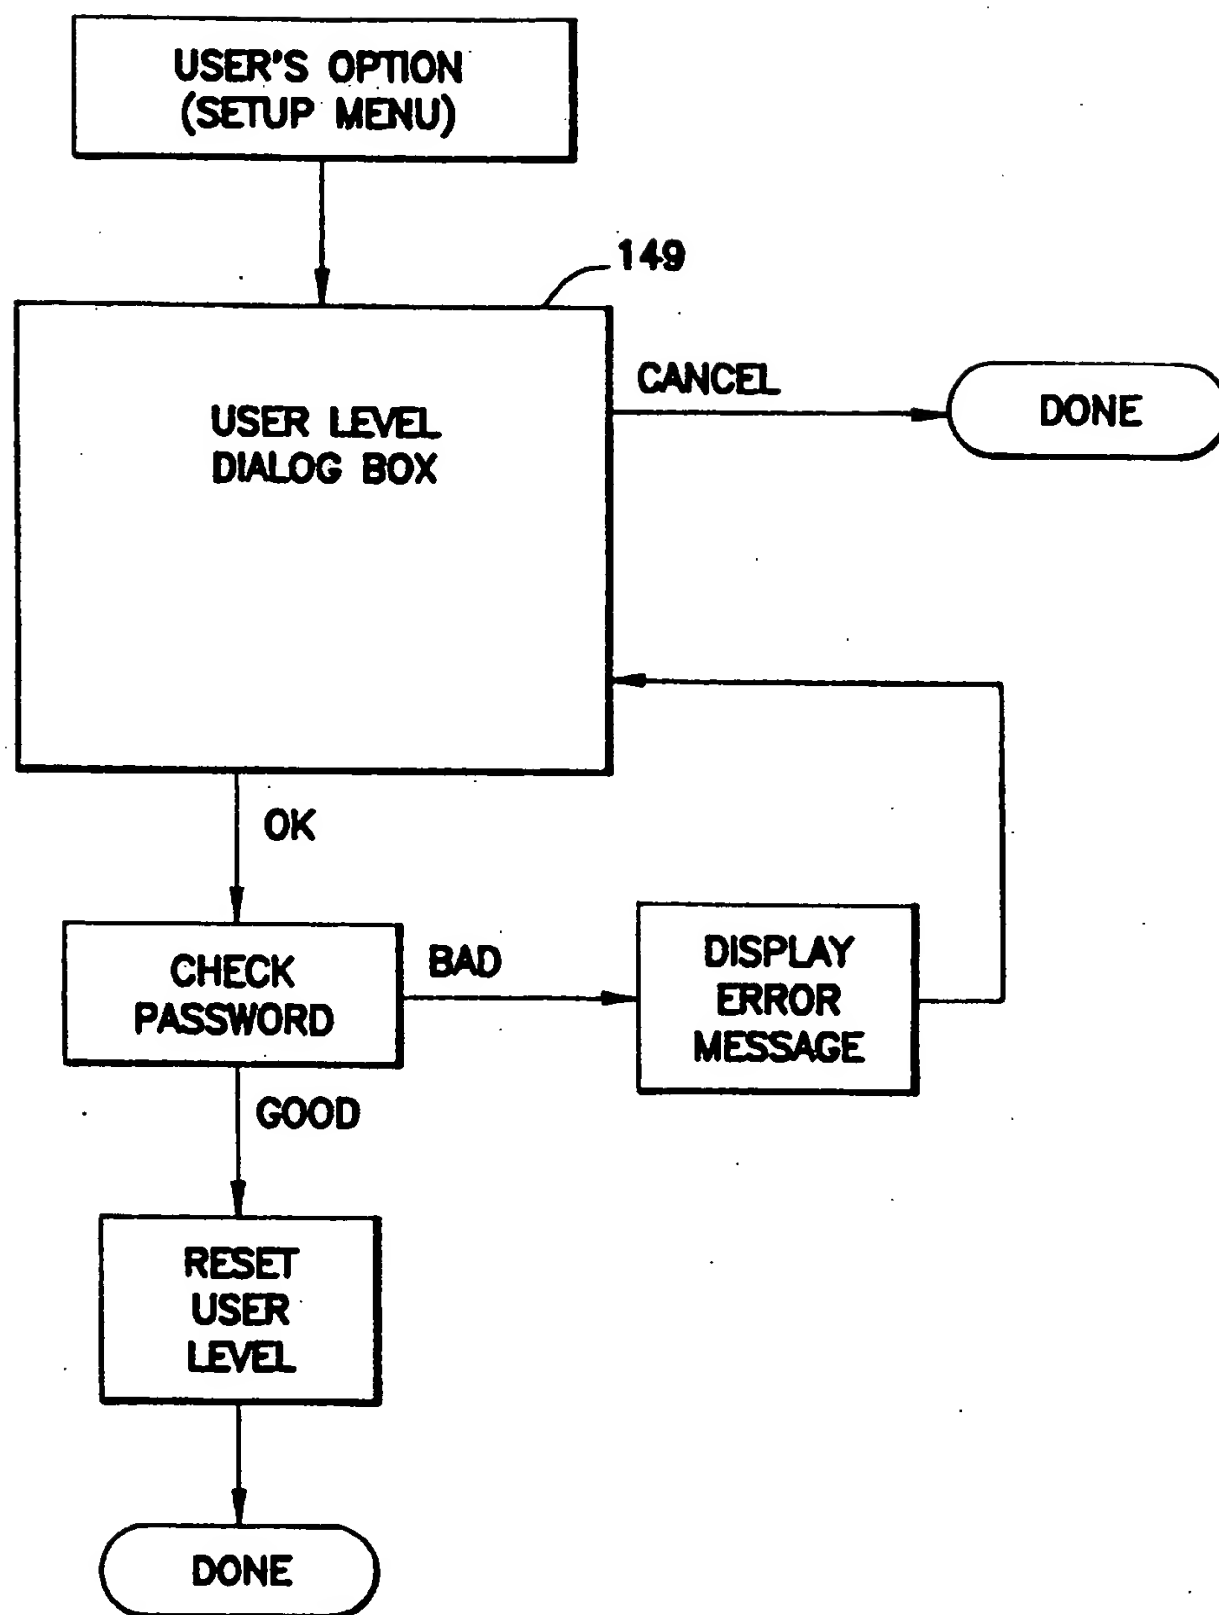 USER'S OPTION
(SETUP MENU)
149
CANCEL
DONE
USER LEVEL
DIALOG BOX
OK
CHECK
PASSWORD
BAD
DISPLAY
ERROR
MESSAGE
GOOD
RESET
USER
LEVEL
DONE